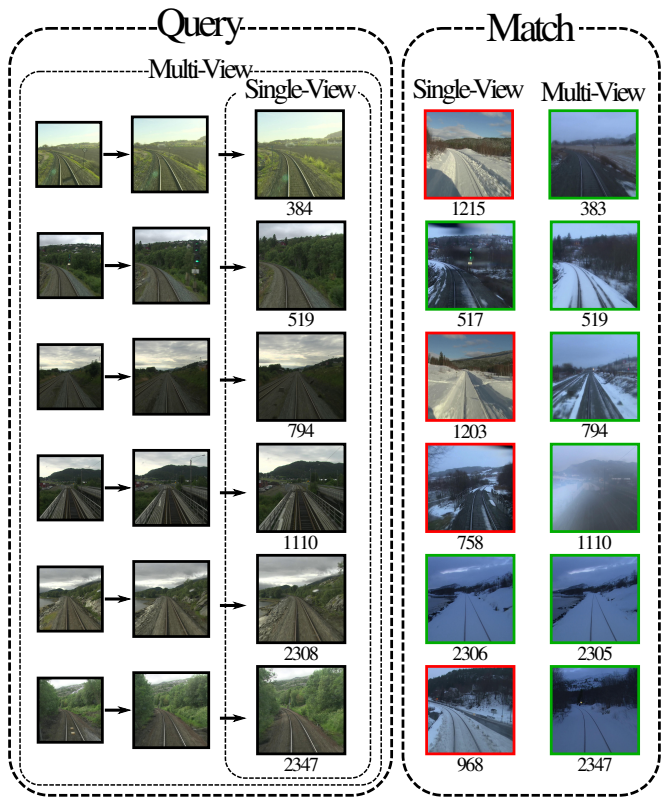 Query Match
Multi-View
Single-View Single-View Multi-View
384 1215 383
519 517 519
794 1203 794
1110 758 1110
2308 2306 2305
2347 968 2347